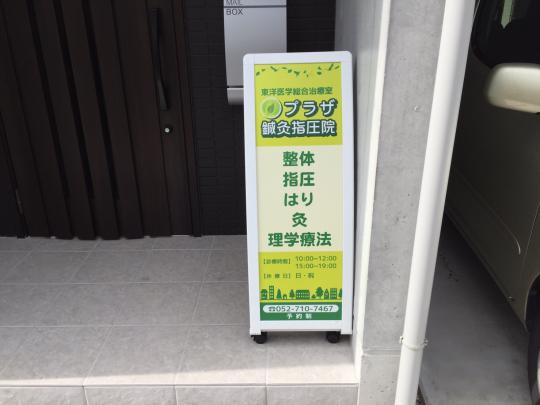 MAIL
BOX
東洋医学総合治療室
プラザ
鍼灸指圧院
整体
指圧
はり
灸
理学療法
【診療時間】 10:00~12:00
15:00~19:00
【休療日】 日・祝
☎052-710-7467
予約制